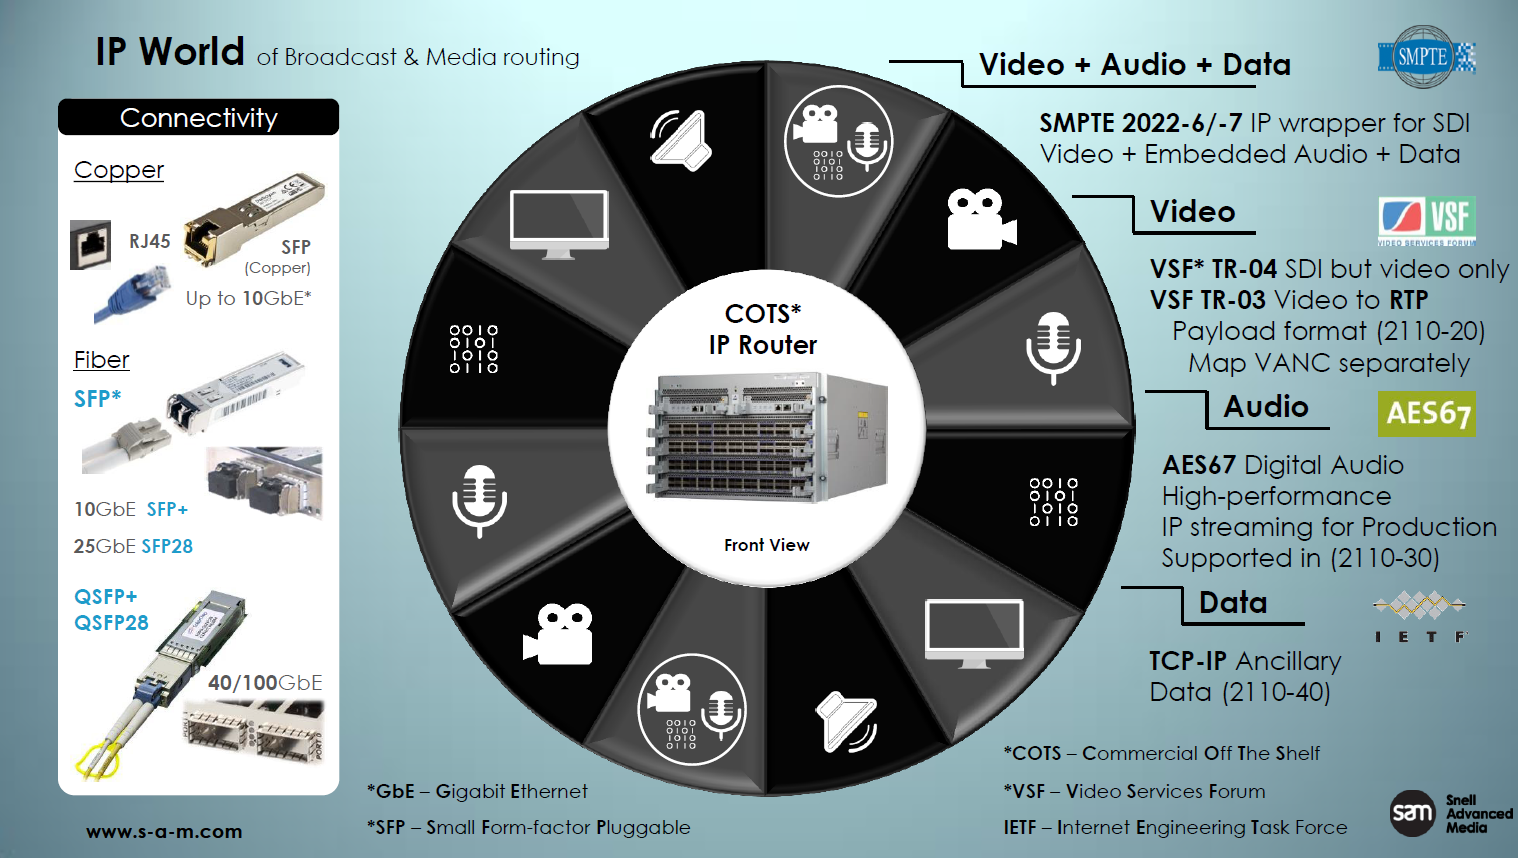 IP World of Broadcast & Media routing
Connectivity
Copper
RJ45
SFP
(Copper)
Up to 10GbE*
Fiber
SFP*
10GbE SFP+
25GbE SFP28
QSFP+
QSFP28
40/100GbE
www.s-a-m.com
COTS*
IP Router
Front View
*GbE – Gigabit Ethernet
*SFP – Small Form-factor Pluggable
Video + Audio + Data
SMPTE
SMPTE 2022-6/-7 IP wrapper for SDI
Video + Embedded Audio + Data
Video
VSF
VIDEO SERVICES FORUM
VSF* TR-04 SDI but video only
VSF TR-03 Video to RTP
Payload format (2110-20)
Map VANC separately
Audio
AES67
AES67 Digital Audio
High-performance
IP streaming for Production
Supported in (2110-30)
Data
IETF
TCP-IP Ancillary
Data (2110-40)
*COTS – Commercial Off The Shelf
*VSF – Video Services Forum
IETF – Internet Engineering Task Force
sam
Snell
Advanced
Media